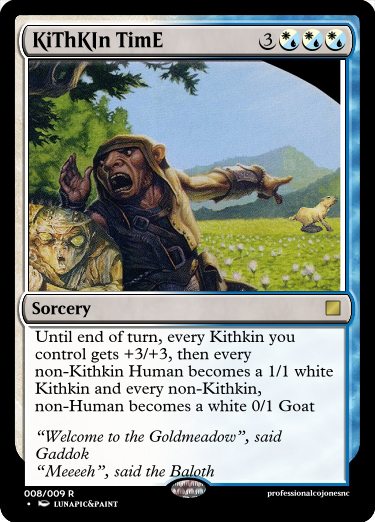 KiThKIn TimE 3
Sorcery
Until end of turn, every Kithkin you
control gets +3/+3, then every
non-Kithkin Human becomes a 1/1 white
Kithkin and every non-Kithkin,
non-Human becomes a white 0/1 Goat
“Welcome to the Goldmeadow”, said
Gaddok
“Meeeeh”, said the Baloth
008/009 R
• LUNAPIC&PAINT
professionalcojonesnc